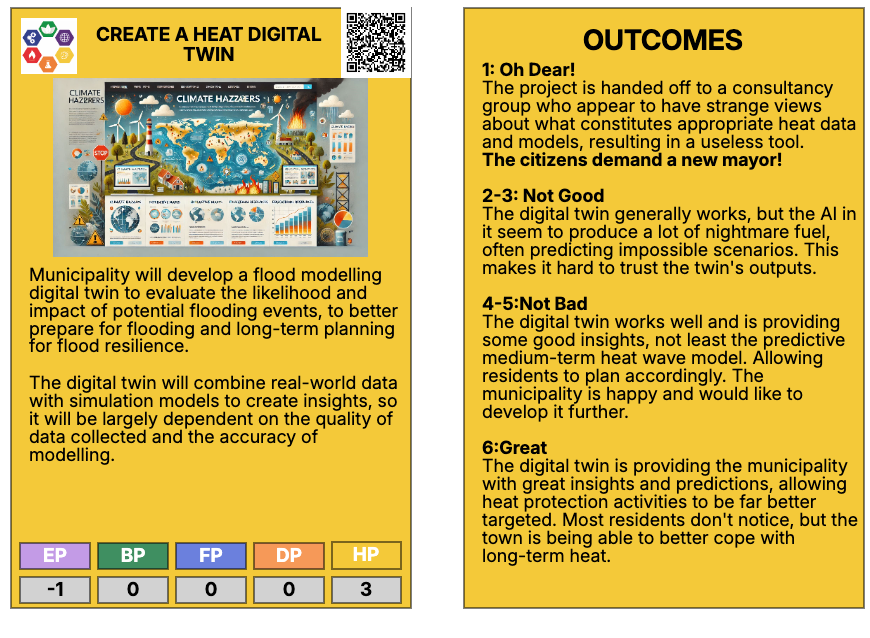 CREATE A HEAT DIGITAL
TWIN
CLIMATE
HAZZRERS
CLIMATE HAZZAERS
STOP
Municipality will develop a flood modelling
digital twin to evaluate the likelihood and
impact of potential flooding events, to better
prepare for flooding and long-term planning
for flood resilience.
The digital twin will combine real-world data
with simulation models to create insights, so
it will be largely dependent on the quality of
data collected and the accuracy of
modelling.
EP BP FP DP HP
-1 0 0 0 3
OUTCOMES
1: Oh Dear!
The project is handed off to a consultancy
group who appear to have strange views
about what constitutes appropriate heat data
and models, resulting in a useless tool.
The citizens demand a new mayor!
2-3: Not Good
The digital twin generally works, but the AI in
it seem to produce a lot of nightmare fuel,
often predicting impossible scenarios. This
makes it hard to trust the twin's outputs.
4-5:Not Bad
The digital twin works well and is providing
some good insights, not least the predictive
medium-term heat wave model. Allowing
residents to plan accordingly. The
municipality is happy and would like to
develop it further.
6:Great
The digital twin is providing the municipality
with great insights and predictions, allowing
heat protection activities to be far better
targeted. Most residents don't notice, but the
town is being able to better cope with
long-term heat.